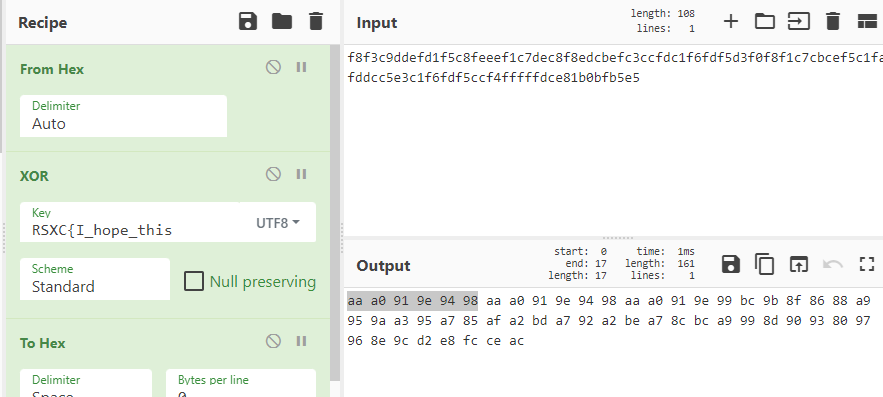 Recipe
From Hex
Delimiter
Auto
XOR
Key
RSXC{I_hope_this
UTF8
Scheme
Standard
Null preserving
To Hex
Delimiter
Space
Bytes per line
0
Input
length: 108
lines: 1
f8f3c9ddefd1f5c8feeef1c7dec8f8edcbefc3ccfdc1f6fdf5d3f0f8f1c7cbcef5c1fa
fddcc5e3c1f6fdf5ccf4fffffdce81b0bfb5e5
Output
start: 0 time: 1ms
end: 17 length: 161
length: 17 lines: 1
aa a0 91 9e 94 98 aa a0 91 9e 94 98 aa a0 91 9e 99 bc 9b 8f 86 88 a9
95 9a a3 95 a7 85 af a2 bd a7 92 a2 be a7 8c bc a9 99 8d 90 93 80 97
96 8e 9c d2 e8 fc ce ac